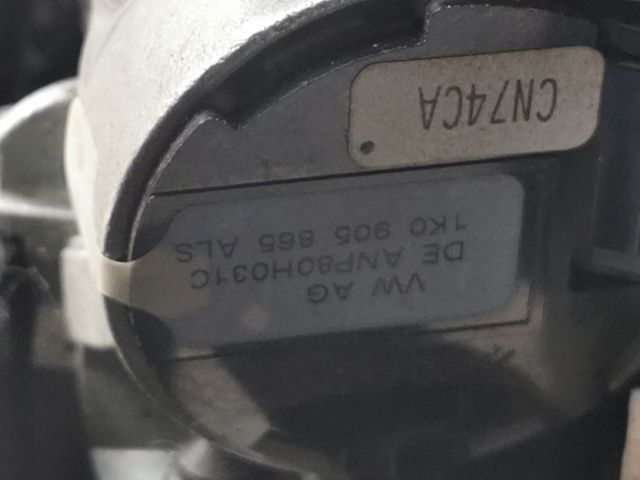 VW AG
DE ANP80H031C
1K0 905 865 ALS
CN74CA